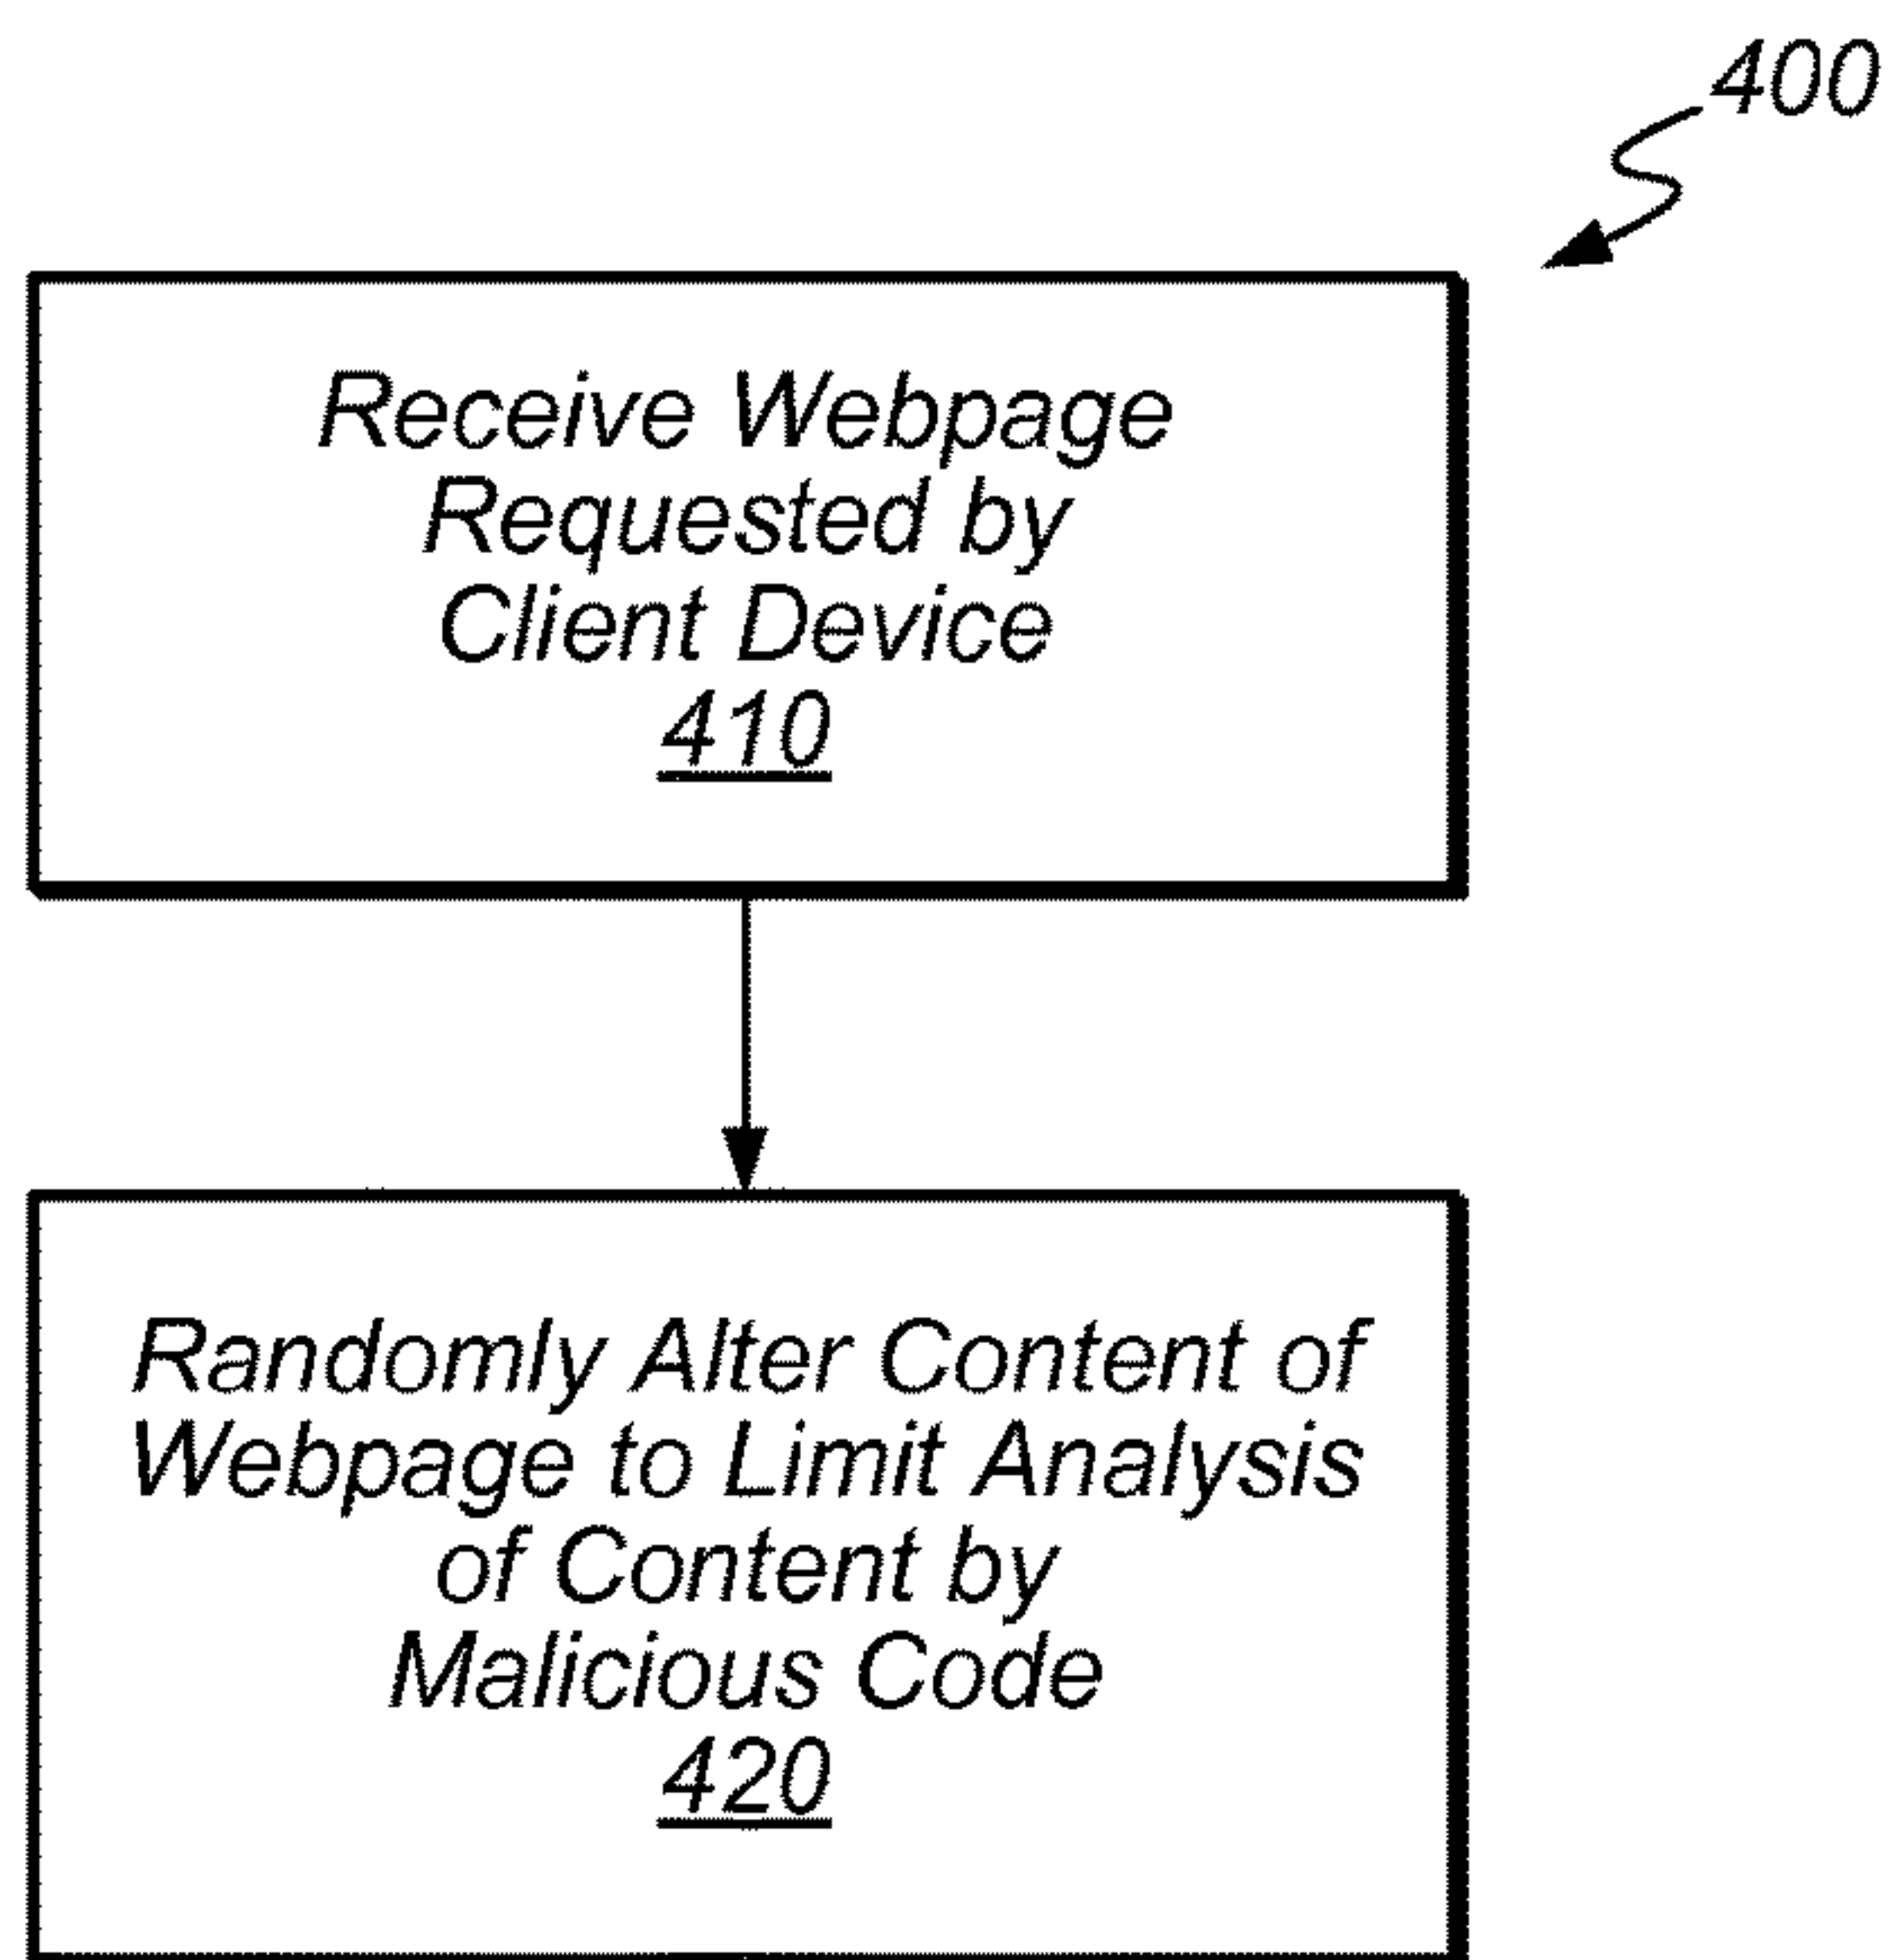 400
Receive Webpage
Requested by
Client Device
410
Randomly Alter Content of
Webpage to Limit Analysis
of Content by
Malicious Code
420